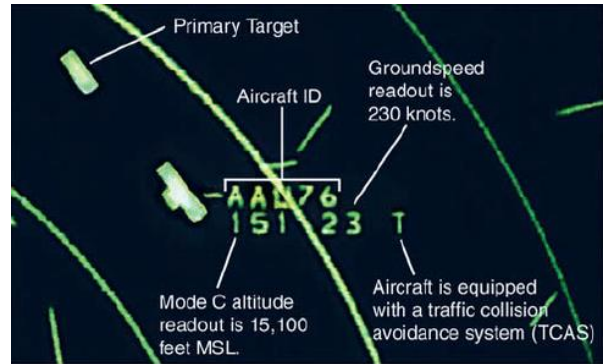 Primary Target
Aircraft ID
Groundspeed
readout is
230 knots.
AAL76
151 23 T
Mode C altitude
readout is 15,100
feet MSL.
Aircraft is equipped
with a traffic collision
avoidance system (TCAS)